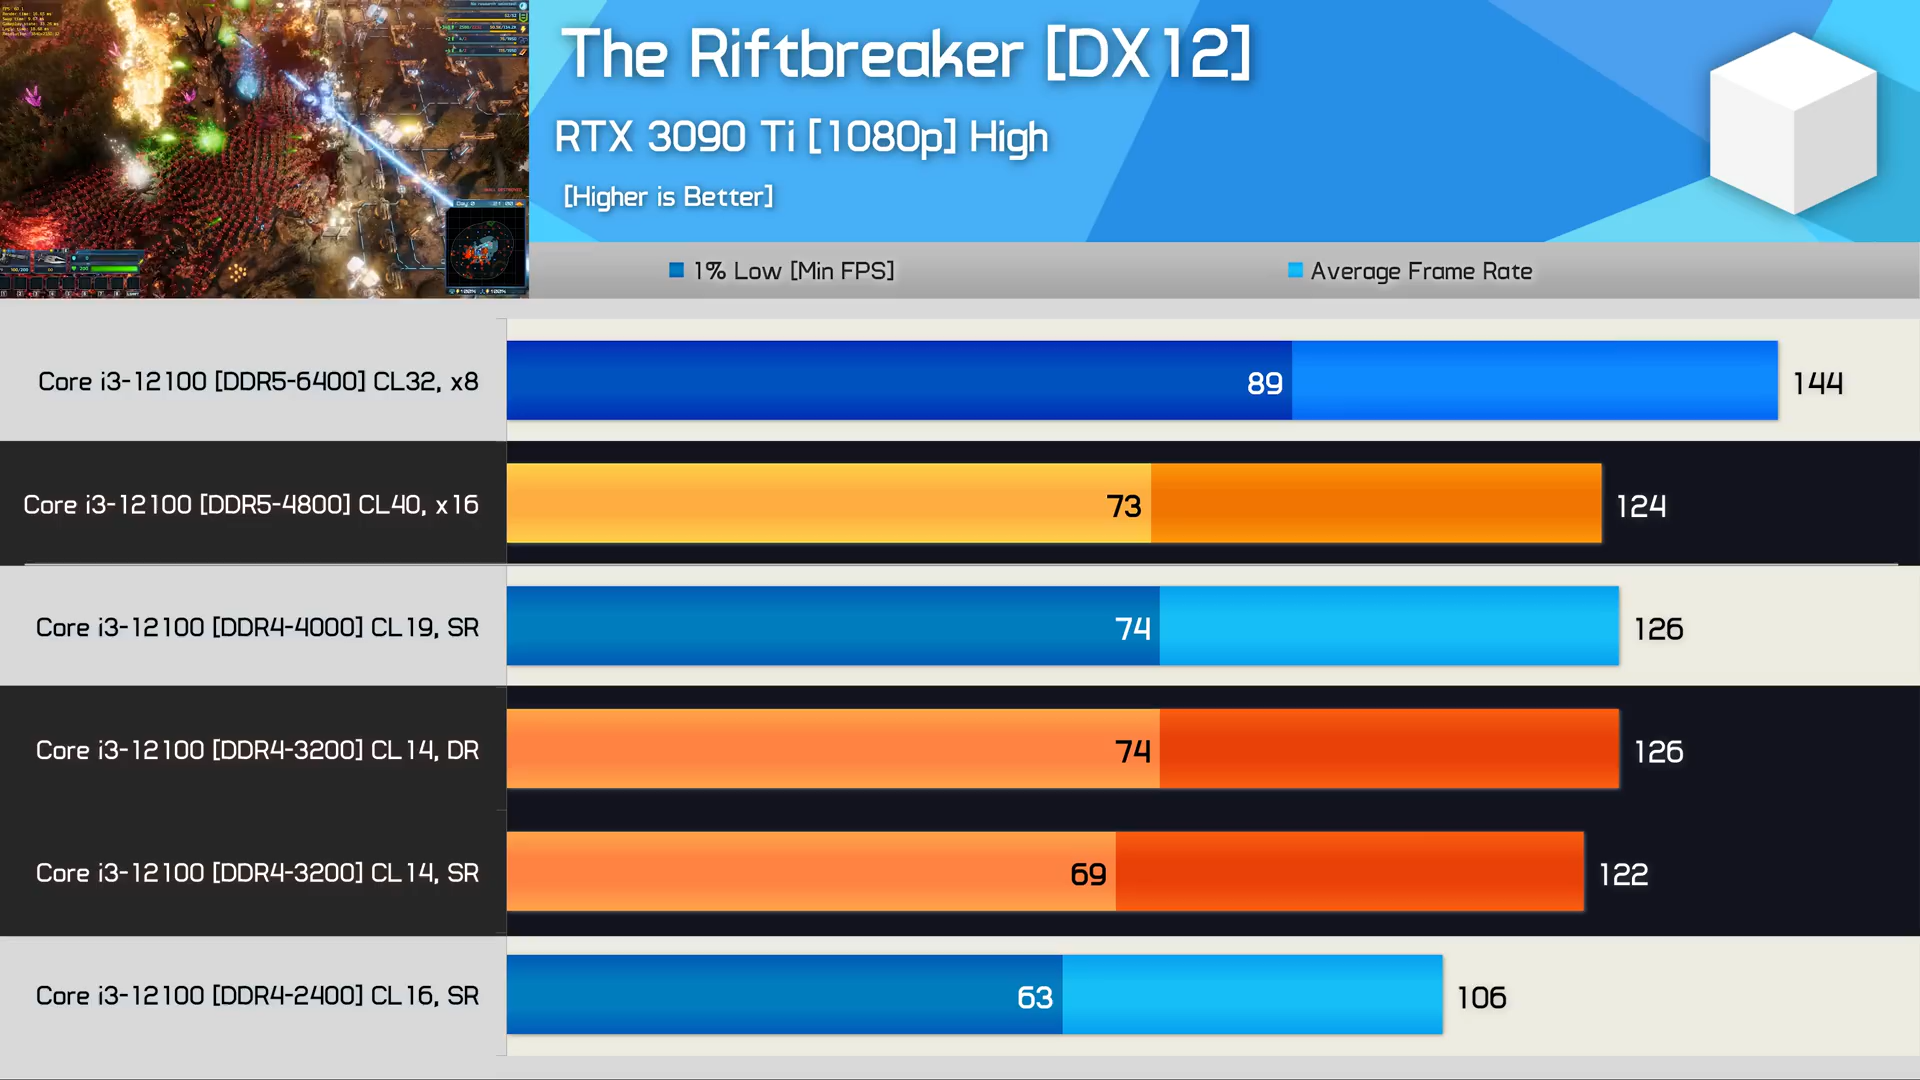 The Riftbreaker [DX12]
RTX 3090 Ti [1080p] High
[Higher is Better]
1% Low [Min FPS]
Average Frame Rate
Core i3-12100 [DDR5-6400] CL32, x8
89
144
Core i3-12100 [DDR5-4800] CL40, x16
73
124
Core i3-12100 [DDR4-4000] CL19, SR
74
126
Core i3-12100 [DDR4-3200] CL14, DR
74
126
Core i3-12100 [DDR4-3200] CL14, SR
69
122
Core i3-12100 [DDR4-2400] CL16, SR
63
106